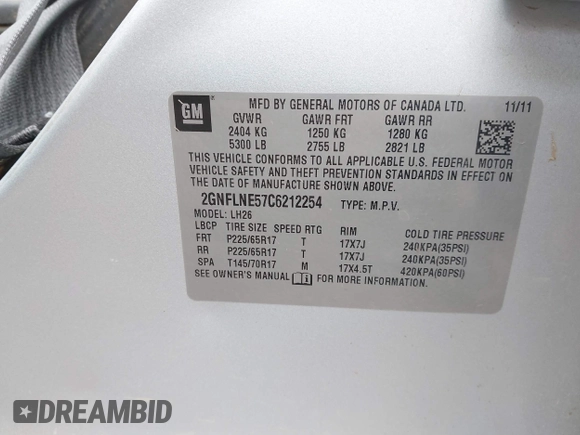 GM
MFD BY GENERAL MOTORS OF CANADA LTD. 11/11
GVWR GAWR FRT GAWR RR
2404 KG 1250 KG 1280 KG
5300 LB 2755 LB 2821 LB
THIS VEHICLE CONFORMS TO ALL APPLICABLE U.S. FEDERAL MOTOR
VEHICLE SAFETY AND THEFT PREVENTION STANDARDS IN EFFECT ON
THE DATE OF MANUFACTURE SHOWN ABOVE.
2GNFLNE57C6212254 TYPE: M.P.V.
MODEL: LH26
LBCP TIRE SIZE SPEED RTG RIM COLD TIRE PRESSURE
FRT P225/65R17 T 17X7J 240KPA(35PSI)
RR P225/65R17 T 17X7J 240KPA(35PSI)
SPA T145/70R17 M 17X4.5T 420KPA(60PSI)
SEE OWNER'S MANUAL FOR MORE INFORMATION.
DREAMBID